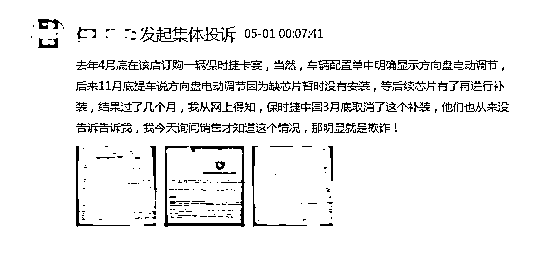 发起集体投诉 05-01 00:07:41
去年4月底在该店订购一辆保时捷卡宴，当然，车辆配置单中明确显示方向盘电动调节，
后来11月底提车说方向盘电动调节因为缺芯片暂时没有安装，等后续芯片有了再进行补
装，结果过了几个月，我从网上得知，保时捷中国3月底取消了这个补装，他们也从来没
告诉告诉我，我今天询问销售才知道这个情况，那明显就是欺诈！